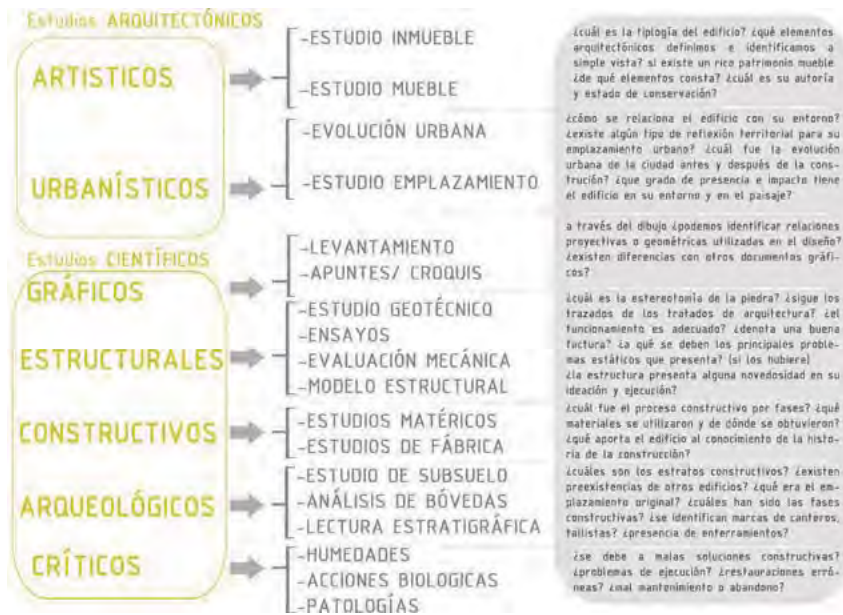 Estudios ARQUITECTÓNICOS
ARTISTICOS
-ESTUDIO INMUEBLE
-ESTUDIO MUEBLE
¿cuál es la tiplogía del edificio? ¿qué elementos
arquitectónicos definimos e identificamos a
simple vista? si existe un rico patrimonio mueble
¿de qué elementos consta? ¿cuál es su autoría
y estado de conservación?
URBANÍSTICOS
-EVOLUCIÓN URBANA
-ESTUDIO EMPLAZAMIENTO
¿cómo se relaciona el edificio con su entorno?
¿existe algún tipo de reflexión territorial para su
emplazamiento urbano? ¿cuál fue la evolución
urbana de la ciudad antes y después de la cons-
trución? ¿que grado de presencia e impacto tiene
el edificio en su entorno y en el paisaje?
Estudios CIENTÍFICOS
GRÁFICOS
-LEVANTAMIENTO
-APUNTES/ CROQUIS
a través del dibujo ¿podemos identificar relaciones
proyectivas o geométricas utilizadas en el diseño?
¿existen diferencias con otros documentos gráfi-
cos?
ESTRUCTURALES
-ESTUDIO GEOTÉCNICO
-ENSAYOS
-EVALUACIÓN MECÁNICA
-MODELO ESTRUCTURAL
¿cuál es la estereotomía de la piedra? ¿sigue los
trazados de los tratados de arquitectura? ¿el
funcionamiento es adecuado? ¿denota una buena
fuctura? ¿a qué se deben los principales proble-
mas estáticos que presenta? (si los hubiere)
¿la estructura presenta alguna novedosidad en su
ideación y ejecución?
CONSTRUCTIVOS
-ESTUDIOS MATÉRICOS
-ESTUDIOS DE FÁBRICA
¿cuál fue el proceso constructivo por fases? ¿qué
materiales se utilizaron y de dónde se obtuvieron?
¿qué aporta el edificio al conocimiento de la histo-
ria de la construcción?
ARQUEOLÓGICOS
-ESTUDIO DE SUBSUELO
-ANÁLISIS DE BÓVEDAS
-LECTURA ESTRATIGRÁFICA
¿cuáles son los estratos constructivos? ¿existen
preexistencias de otros edificios? ¿qué era el em-
plazamiento original? ¿cuáles han sido las fases
constructivas? ¿se identifican marcas de canteros,
tallistas? ¿presencia de enterramientos?
CRÍTICOS
-HUMEDADES
-ACCIONES BIOLOGICAS
-PATOLOGÍAS
¿se debe a malas soluciones constructivas?
¿problemas de ejecución? ¿restauraciones erró-
neas? ¿mal mantenimiento o abandono?